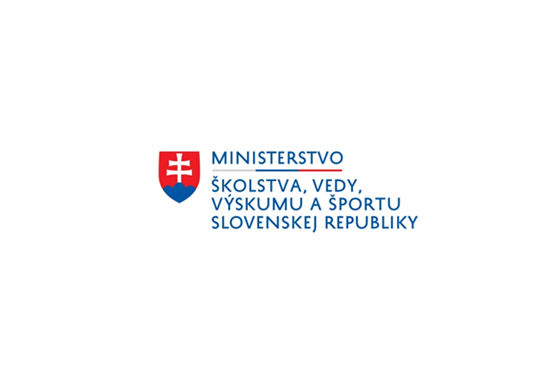 MINISTERSTVO
ŠKOLSTVA, VEDY,
VÝSKUMU A ŠPORTU
SLOVENSKEJ REPUBLIKY